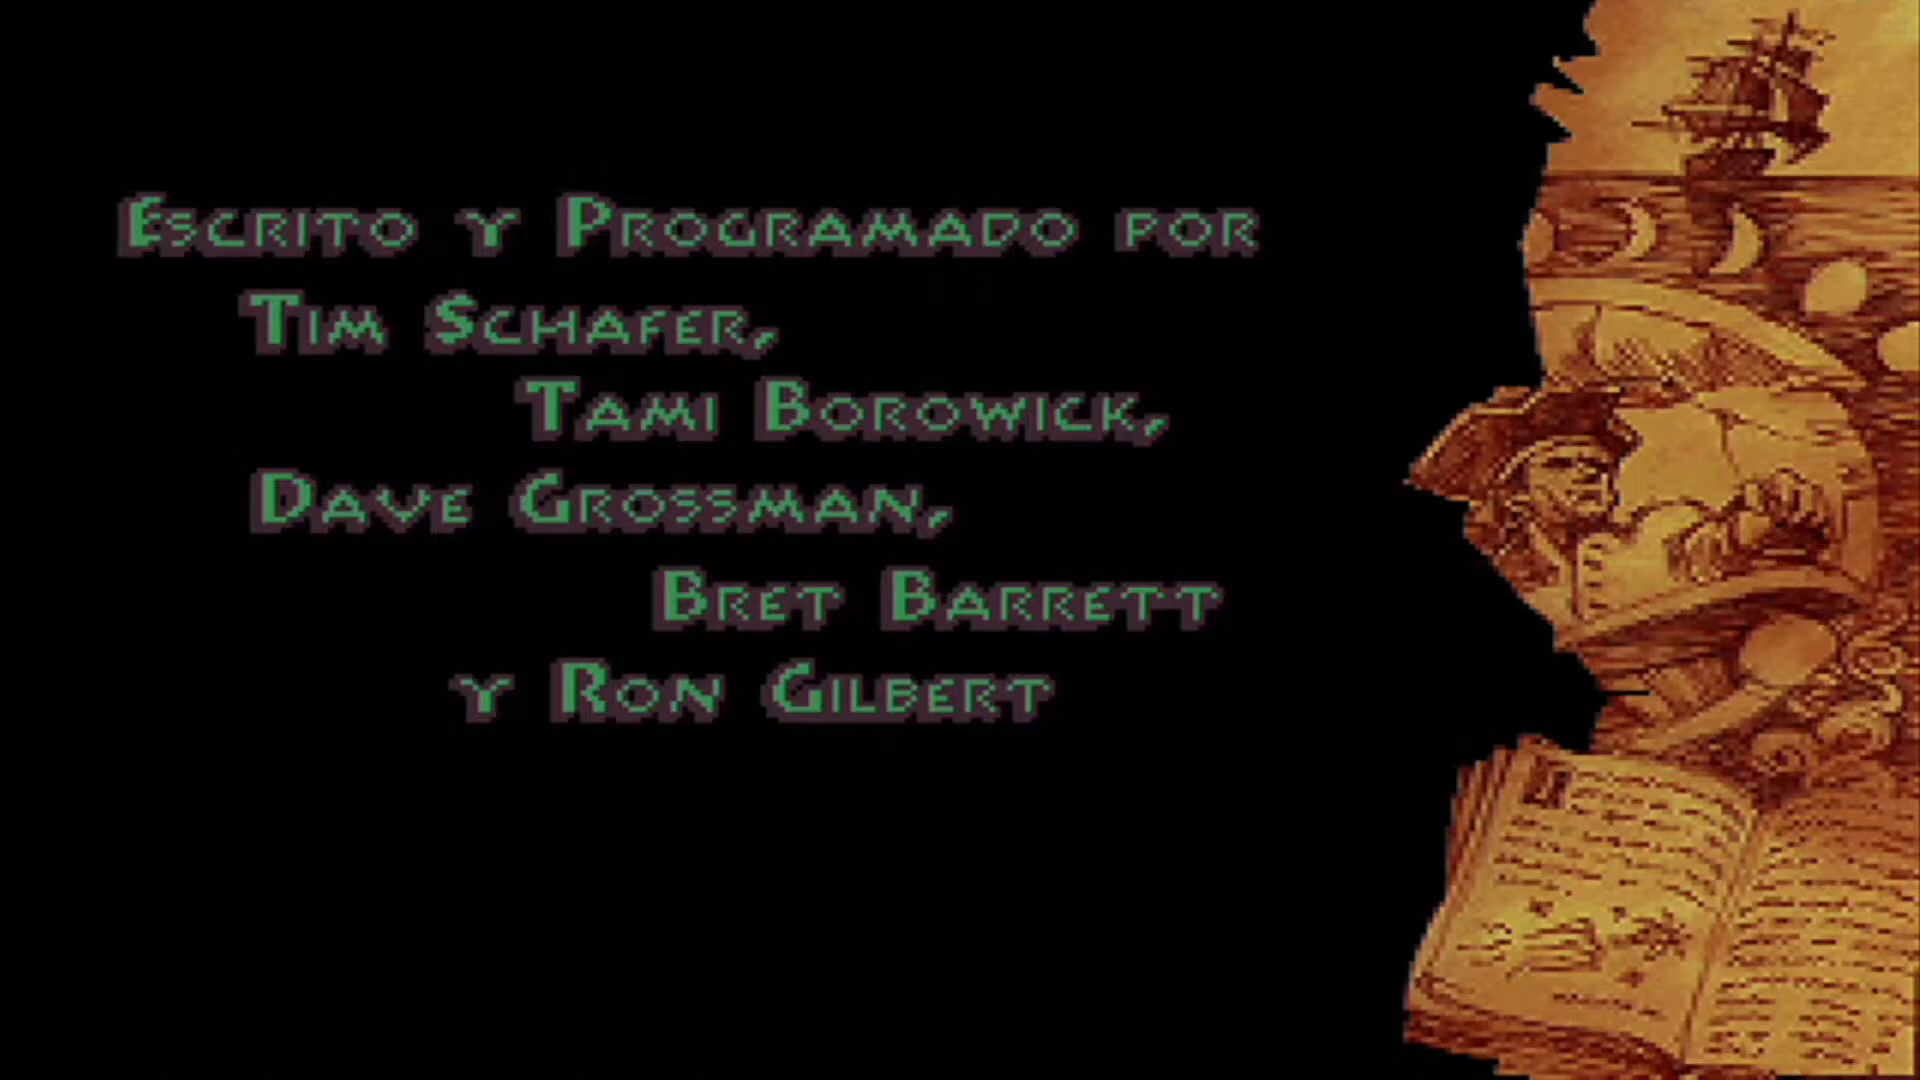 Escrito y Programado por
Tim Schafer,
Tami Borowick,
Dave Grossman,
Bret Barrett
y Ron Gilbert